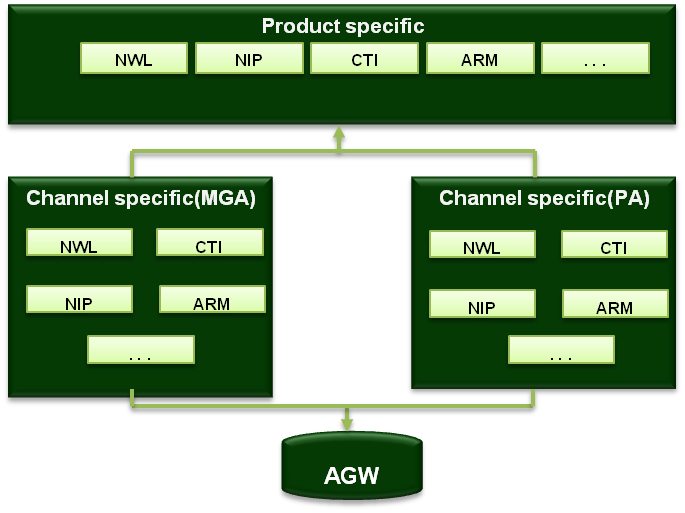 Product specific
NWL NIP CTI ARM . . .
Channel specific(MGA)
NWL CTI
NIP ARM
. . .
Channel specific(PA)
NWL CTI
NIP ARM
. . .
AGW